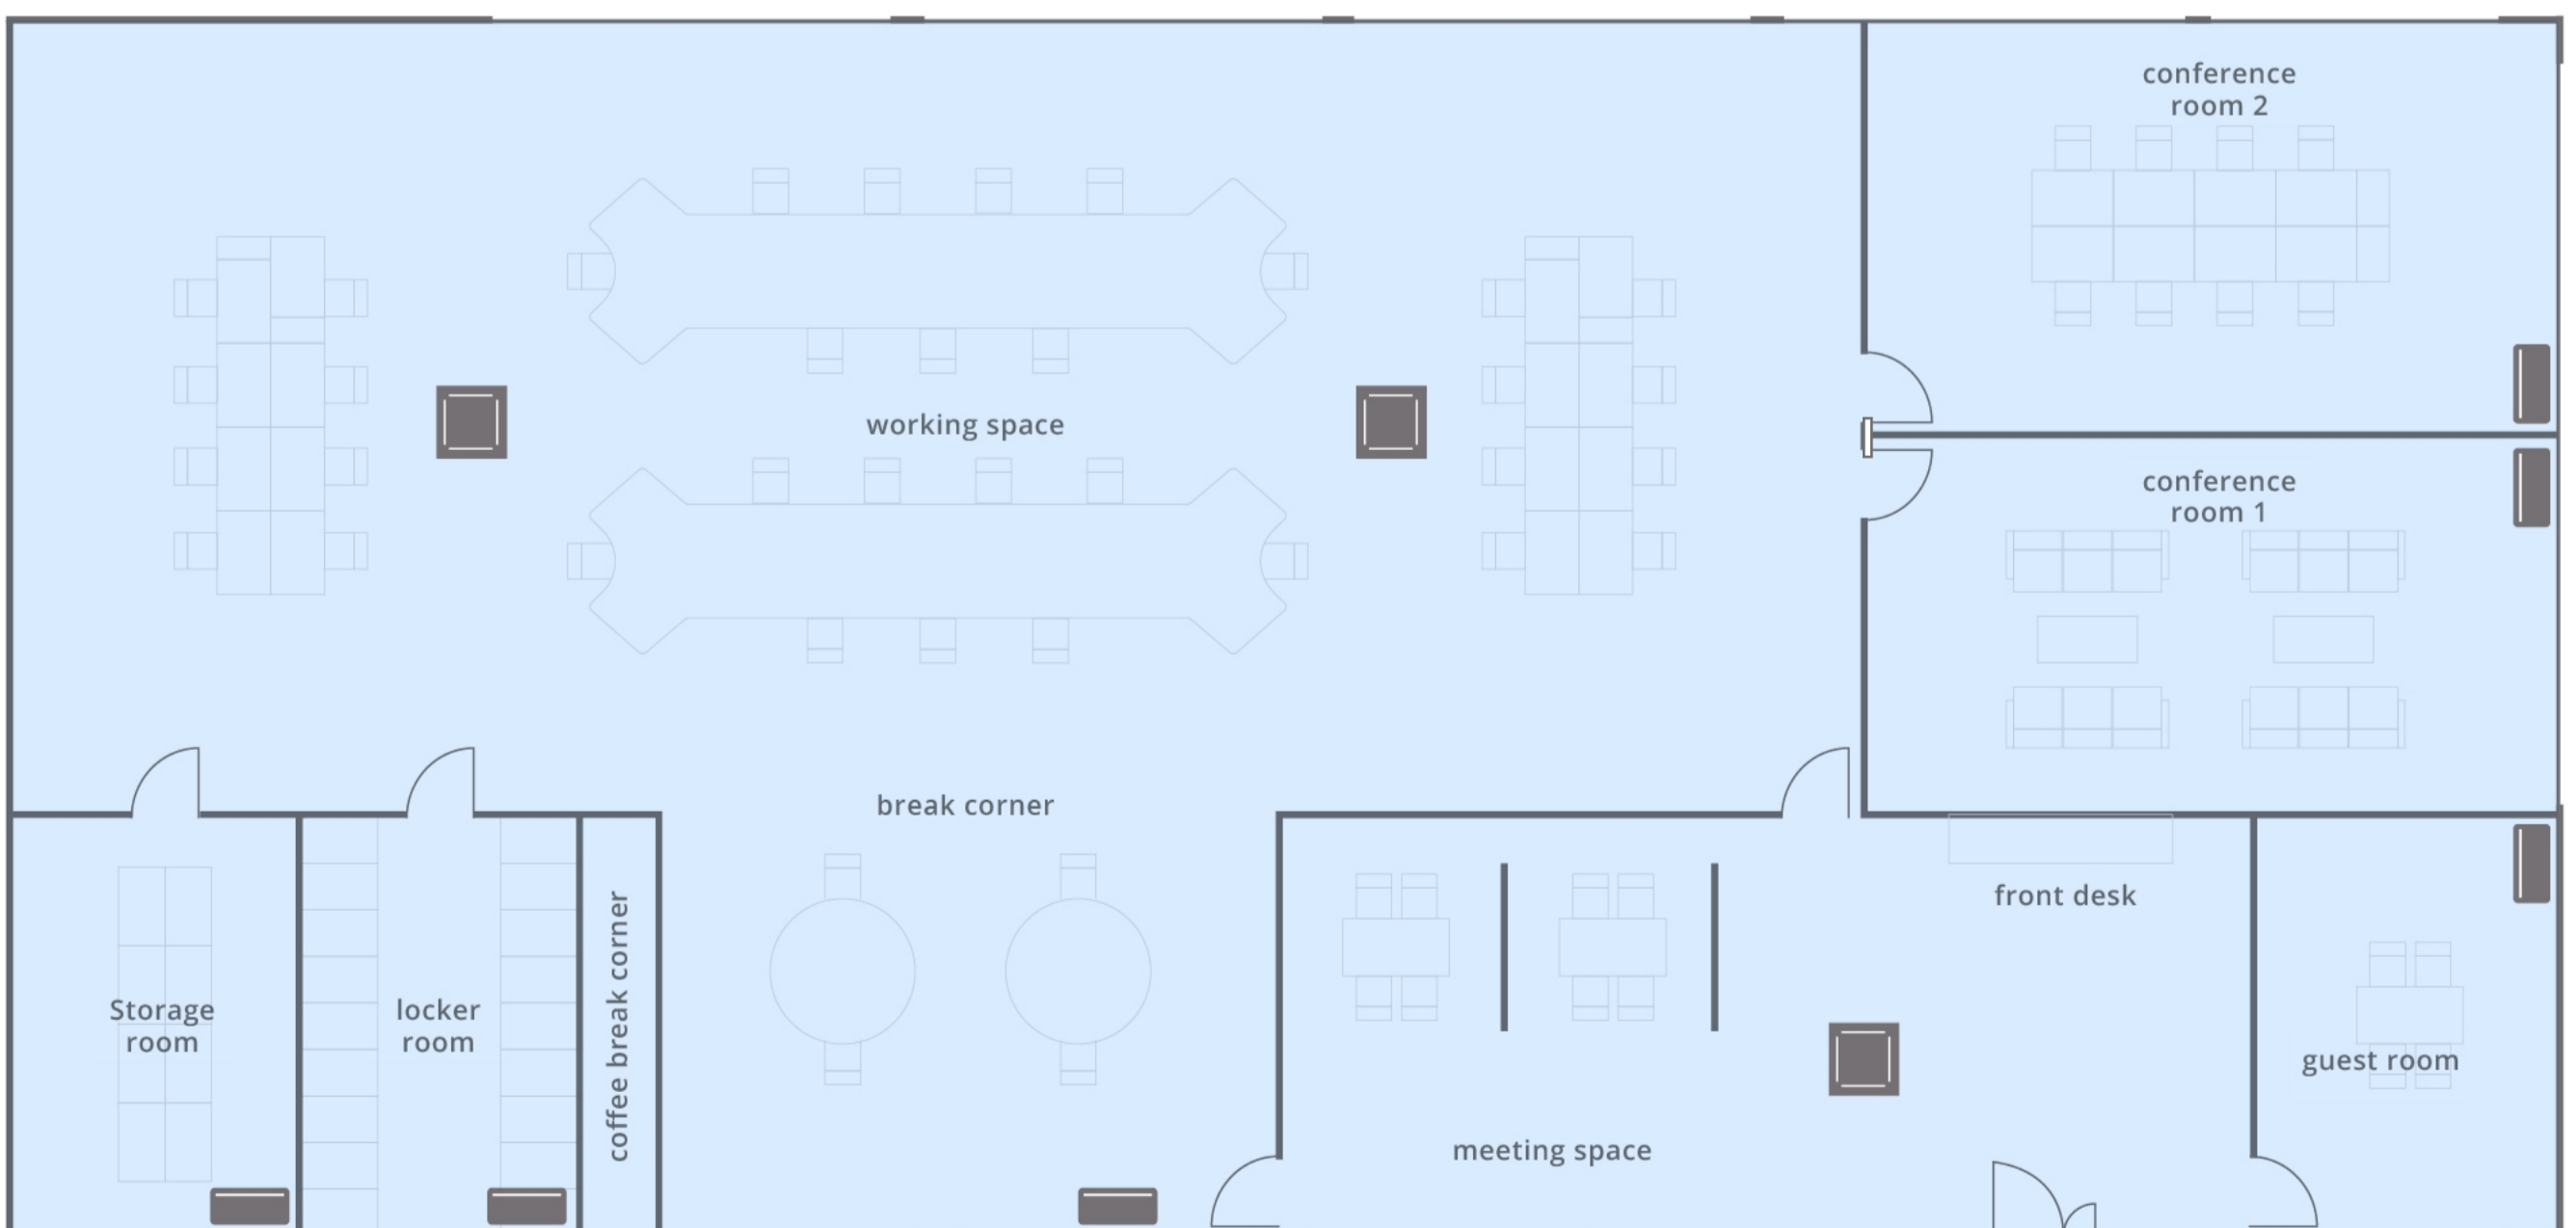 conference
room 2
working space
conference
room 1
break corner
front desk
coffee break corner
Storage
room
locker
room
guest room
meeting space